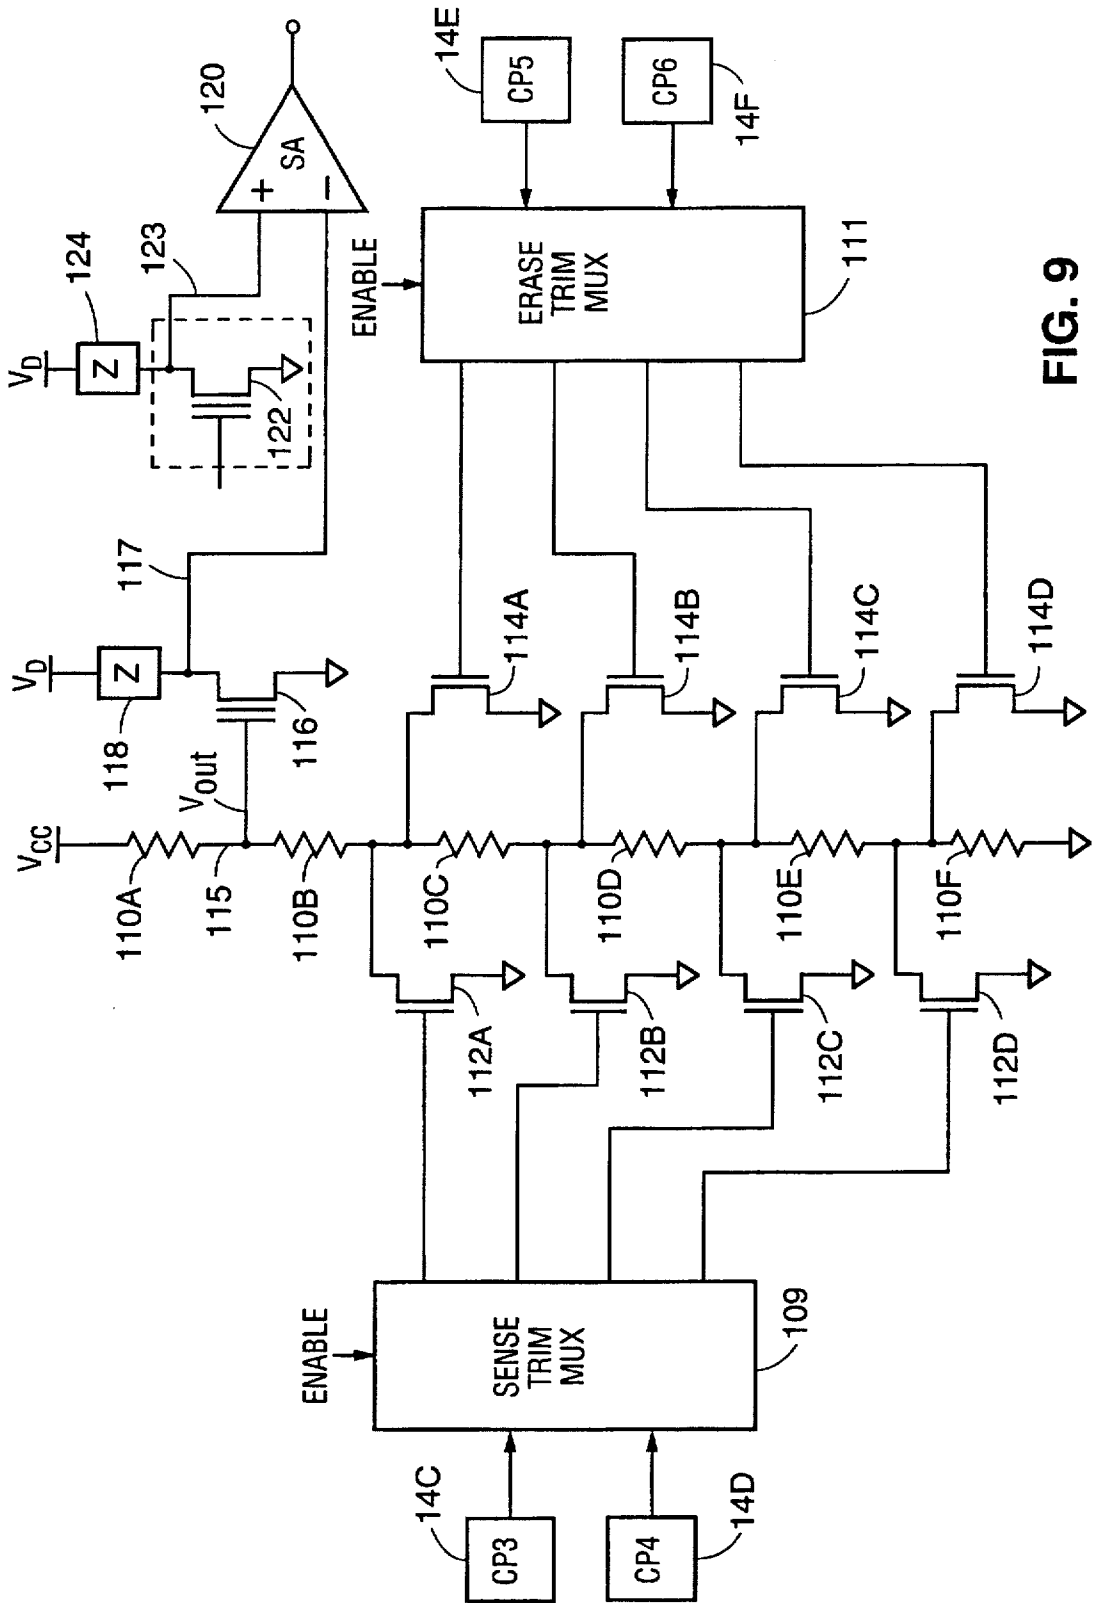 V_CC
110A
115
110B
110C
110D
110E
110F
V_OUT
V_D
Z
118
116
117
V_D
Z
124
123
122
+
−
SA
120
112A
112B
112C
112D
114A
114B
114C
114D
ENABLE
SENSE
TRIM
MUX
109
CP3
14C
CP4
14D
ENABLE
ERASE
TRIM
MUX
111
CP5
14E
CP6
14F
FIG. 9